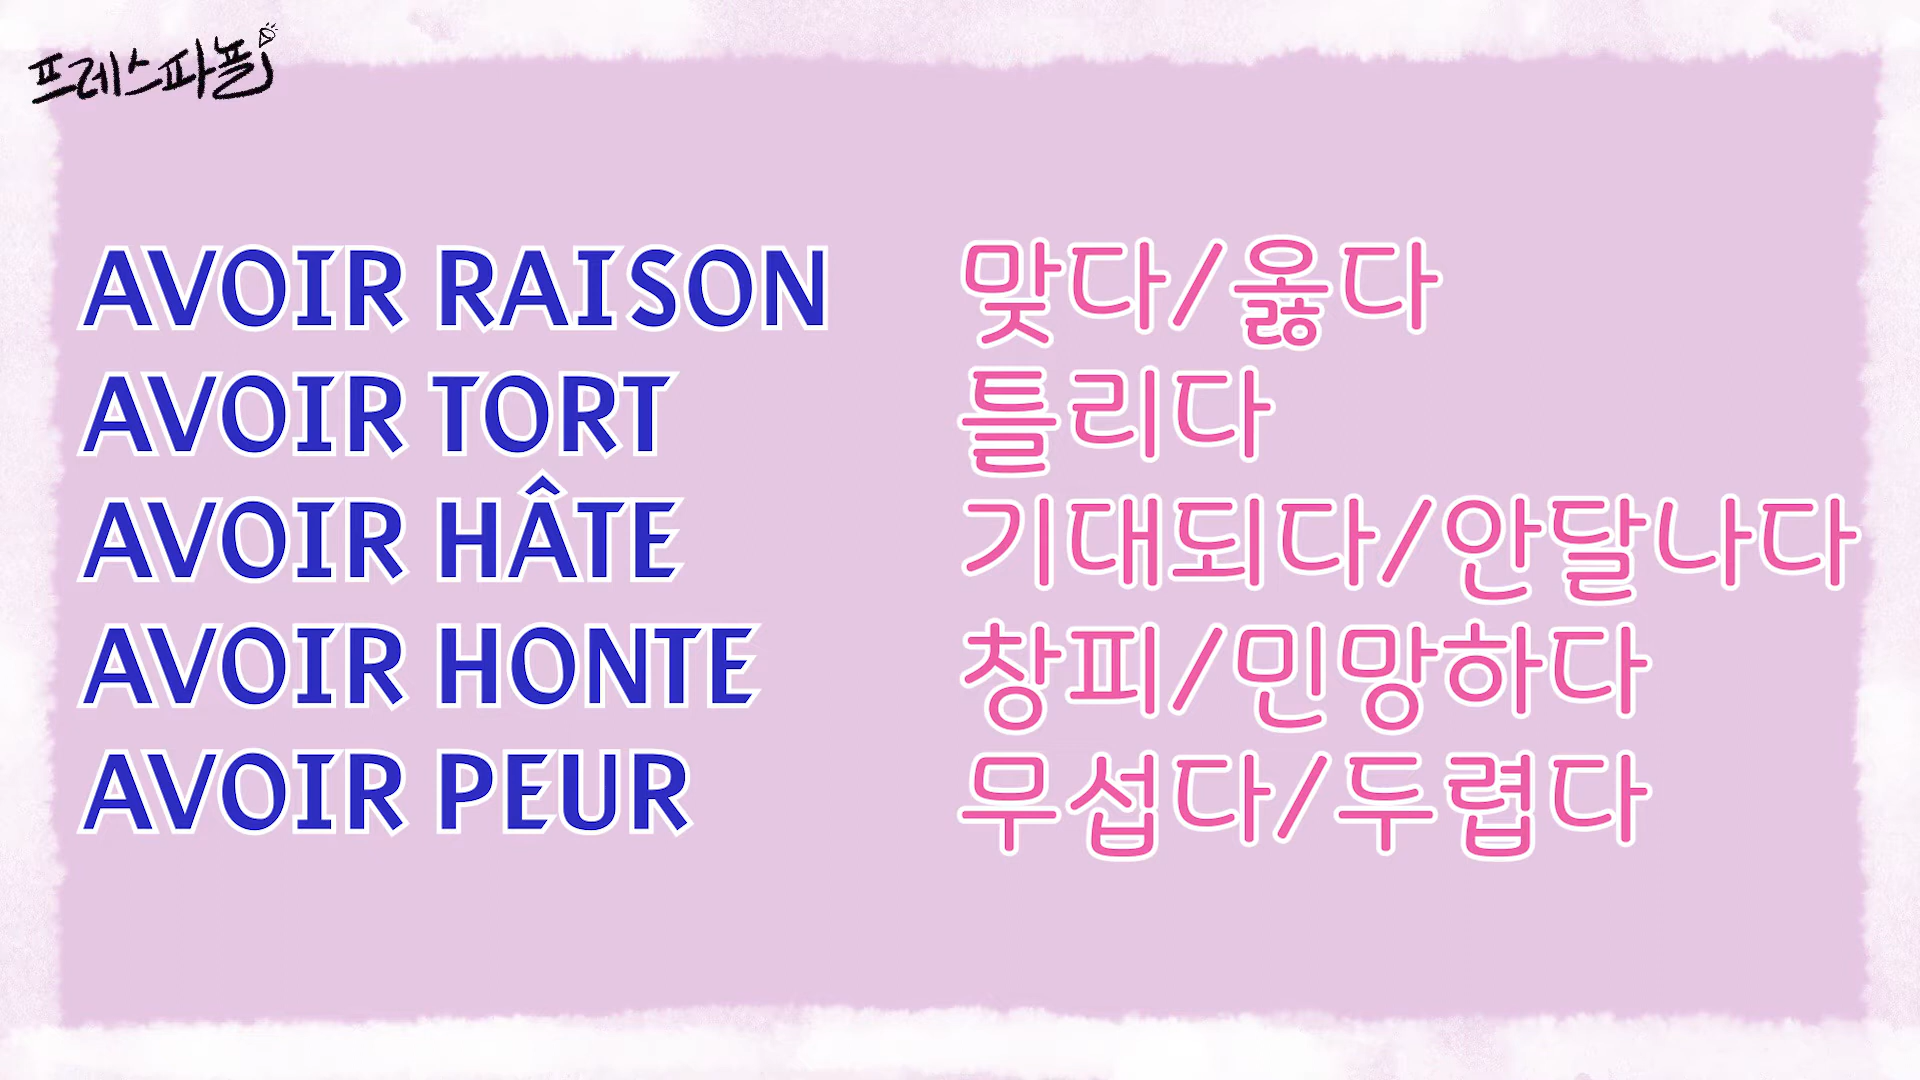 프레스파플
AVOIR RAISON 맞다/옳다
AVOIR TORT 틀리다
AVOIR HÂTE 기대되다/안달나다
AVOIR HONTE 창피/민망하다
AVOIR PEUR 무섭다/두렵다